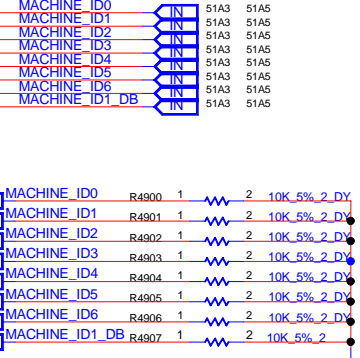 MACHINE_ID0 IN 51A3 51A5
MACHINE_ID1 IN 51A3 51A5
MACHINE_ID2 IN 51A3 51A5
MACHINE_ID3 IN 51A3 51A5
MACHINE_ID4 IN 51A3 51A5
MACHINE_ID5 IN 51A3 51A5
MACHINE_ID6 IN 51A3 51A5
MACHINE_ID1_DB IN 51A3 51A5
MACHINE_ID0 R4900 1 2 10K_5%_2_DY
MACHINE_ID1 R4901 1 2 10K_5%_2_DY
MACHINE_ID2 R4902 1 2 10K_5%_2_DY
MACHINE_ID3 R4903 1 2 10K_5%_2_DY
MACHINE_ID4 R4904 1 2 10K_5%_2_DY
MACHINE_ID5 R4905 1 2 10K_5%_2_DY
MACHINE_ID6 R4906 1 2 10K_5%_2_DY
MACHINE_ID1_DB R4907 1 2 10K_5%_2